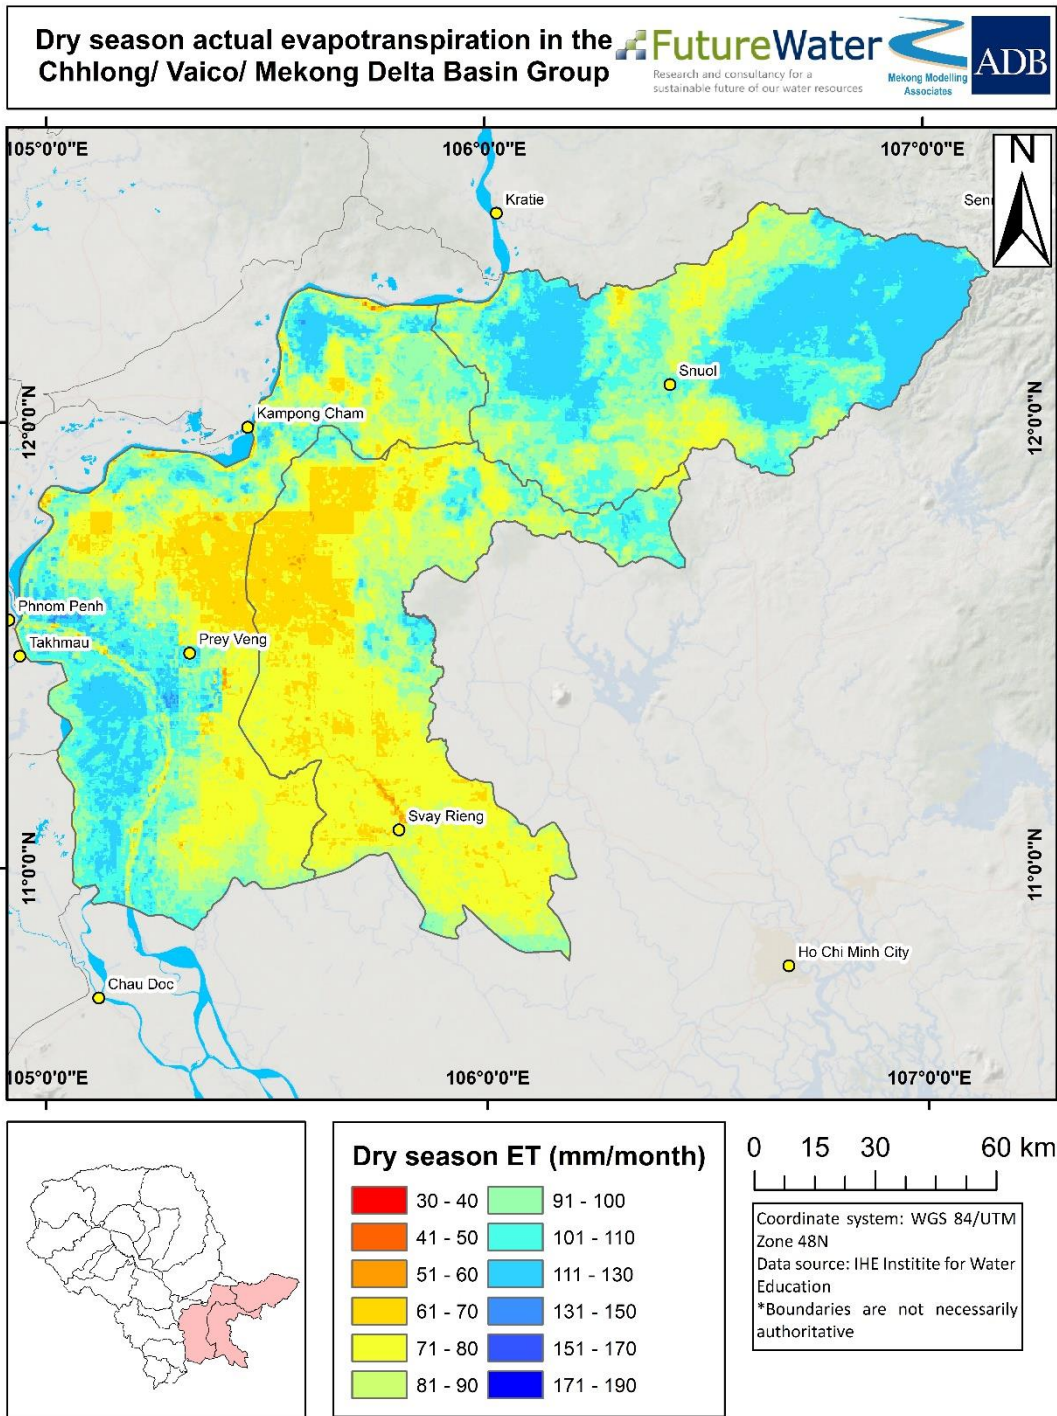 Dry season actual evapotranspiration in the
Chhlong/ Vaico/ Mekong Delta Basin Group
FutureWater
Research and consultancy for a
sustainable future of our water resources
Mekong Modelling
Associates
ADB
105°0'0"E
106°0'0"E
107°0'0"E
N
Kratie
Sen
Snuol
12°0'0"N
12°0'0"N
Kampong Cham
Phnom Penh
Takhmau
Prey Veng
Svay Rieng
11°0'0"N
11°0'0"N
Ho Chi Minh City
Chau Doc
105°0'0"E
106°0'0"E
107°0'0"E
Dry season ET (mm/month)
30 - 40
41 - 50
51 - 60
61 - 70
71 - 80
81 - 90
91 - 100
101 - 110
111 - 130
131 - 150
151 - 170
171 - 190
0 15 30 60 km
Coordinate system: WGS 84/UTM
Zone 48N
Data source: IHE Institite for Water
Education
*Boundaries are not necessarily
authoritative